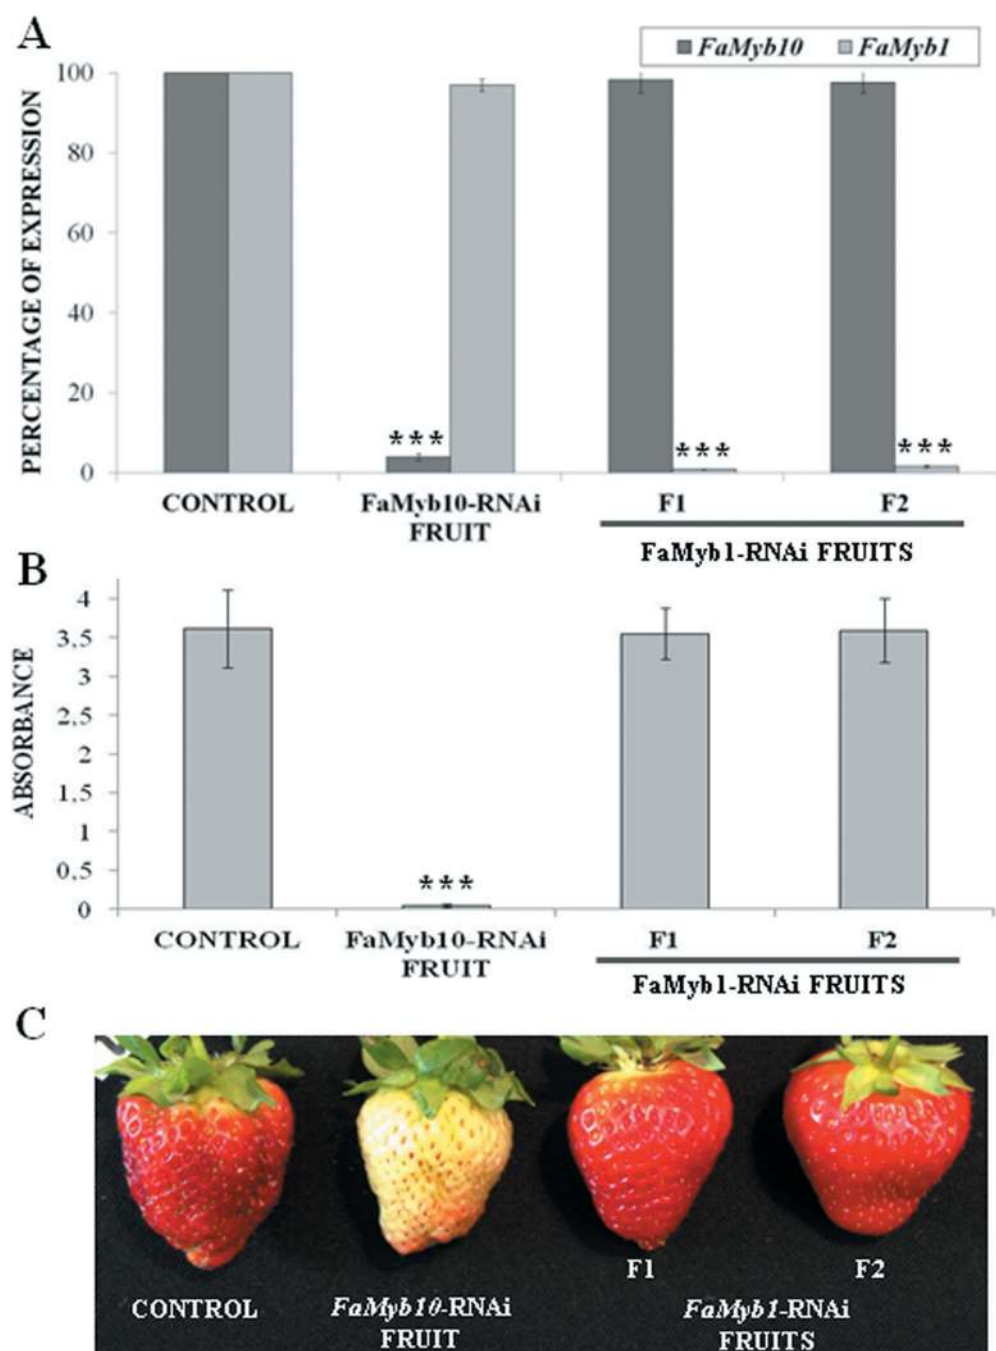 A
FaMyb10 FaMyb1
PERCENTAGE OF EXPRESSION
100
80
60
40
20
0
***
***
***
CONTROL FaMyb10-RNAi FRUIT F1 F2
FaMyb1-RNAi FRUITS
B
ABSORBANCE
4
3.5
3
2.5
2
1,5
1
0,5
0
***
CONTROL FaMyb10-RNAi FRUIT F1 F2
FaMyb1-RNAi FRUITS
C
F1 F2
CONTROL FaMyb10-RNAi FRUIT FaMyb1-RNAi FRUITS